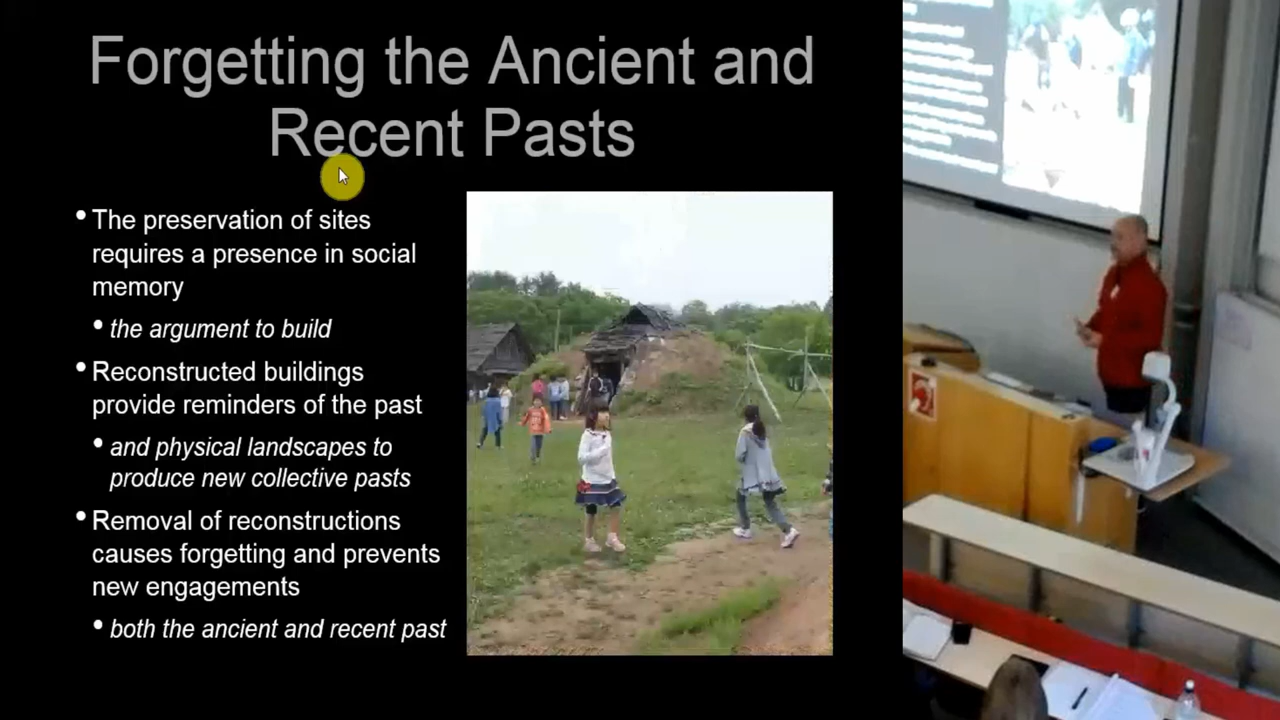 Forgetting the Ancient and
Recent Pasts
• The preservation of sites
requires a presence in social
memory
• the argument to build
• Reconstructed buildings
provide reminders of the past
• and physical landscapes to
produce new collective pasts
• Removal of reconstructions
causes forgetting and prevents
new engagements
• both the ancient and recent past